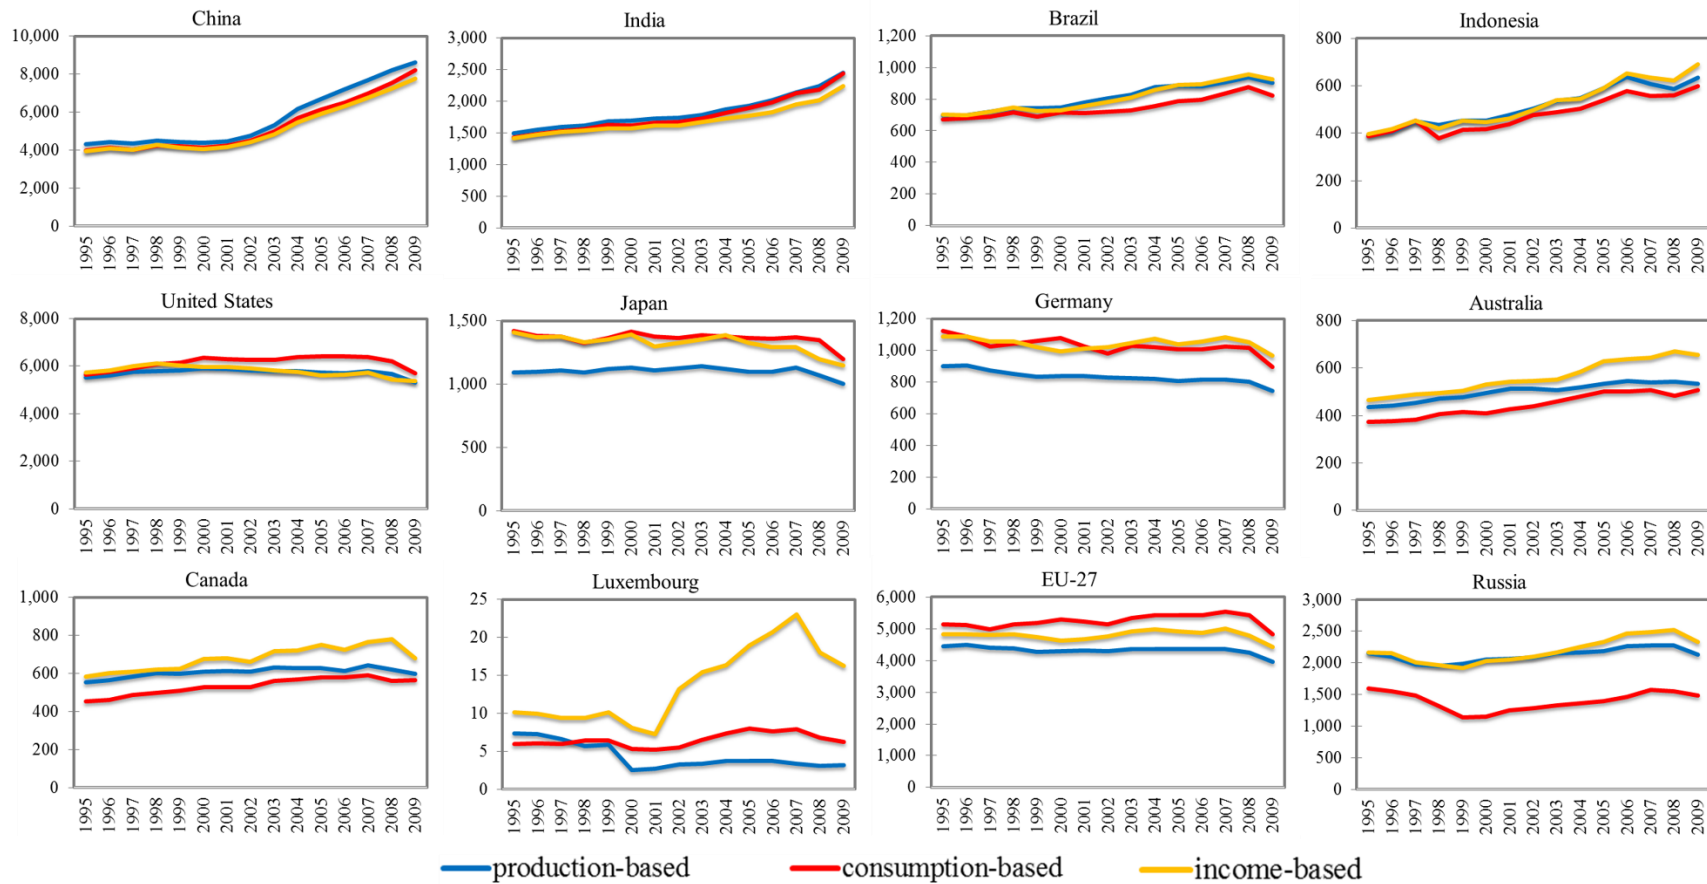 China
10,000
8,000
6,000
4,000
2,000
0
1995 1996 1997 1998 1999 2000 2001 2002 2003 2004 2005 2006 2007 2008 2009
India
3,000
2,500
2,000
1,500
1,000
500
0
1995 1996 1997 1998 1999 2000 2001 2002 2003 2004 2005 2006 2007 2008 2009
Brazil
1,200
1,000
800
600
400
200
0
1995 1996 1997 1998 1999 2000 2001 2002 2003 2004 2005 2006 2007 2008 2009
Indonesia
800
600
400
200
0
1995 1996 1997 1998 1999 2000 2001 2002 2003 2004 2005 2006 2007 2008 2009
United States
8,000
6,000
4,000
2,000
0
1995 1996 1997 1998 1999 2000 2001 2002 2003 2004 2005 2006 2007 2008 2009
Japan
1,500
1,000
500
0
1995 1996 1997 1998 1999 2000 2001 2002 2003 2004 2005 2006 2007 2008 2009
Germany
1,200
1,000
800
600
400
200
0
1995 1996 1997 1998 1999 2000 2001 2002 2003 2004 2005 2006 2007 2008 2009
Australia
800
600
400
200
0
1995 1996 1997 1998 1999 2000 2001 2002 2003 2004 2005 2006 2007 2008 2009
Canada
1,000
800
600
400
200
0
1995 1996 1997 1998 1999 2000 2001 2002 2003 2004 2005 2006 2007 2008 2009
Luxembourg
25
20
15
10
5
0
1995 1996 1997 1998 1999 2000 2001 2002 2003 2004 2005 2006 2007 2008 2009
EU-27
6,000
5,000
4,000
3,000
2,000
1,000
0
1995 1996 1997 1998 1999 2000 2001 2002 2003 2004 2005 2006 2007 2008 2009
Russia
3,000
2,500
2,000
1,500
1,000
500
0
1995 1996 1997 1998 1999 2000 2001 2002 2003 2004 2005 2006 2007 2008 2009
production-based consumption-based income-based